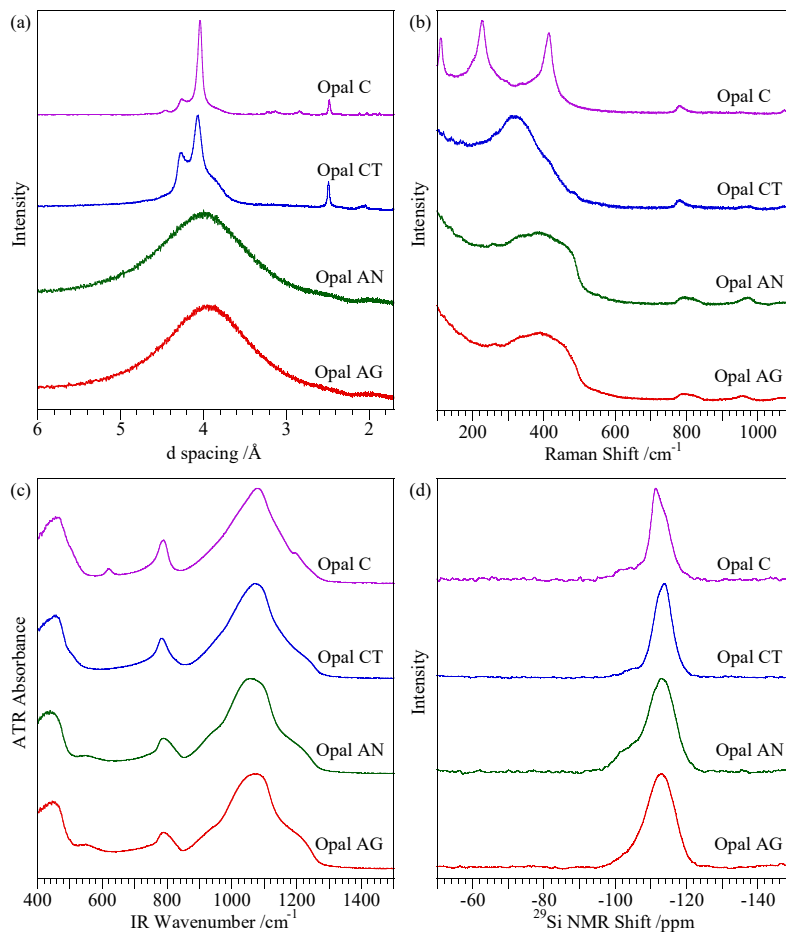 (a)
Opal C
Opal CT
Opal AN
Opal AG
Intensity
6 5 4 3 2
d spacing /Å
(b)
Opal C
Opal CT
Opal AN
Opal AG
Intensity
200 400 600 800 1000
Raman Shift /cm⁻¹
(c)
Opal C
Opal CT
Opal AN
Opal AG
ATR Absorbance
400 600 800 1000 1200 1400
IR Wavenumber /cm⁻¹
(d)
Opal C
Opal CT
Opal AN
Opal AG
Intensity
-60 -80 -100 -120 -140
²⁹Si NMR Shift /ppm